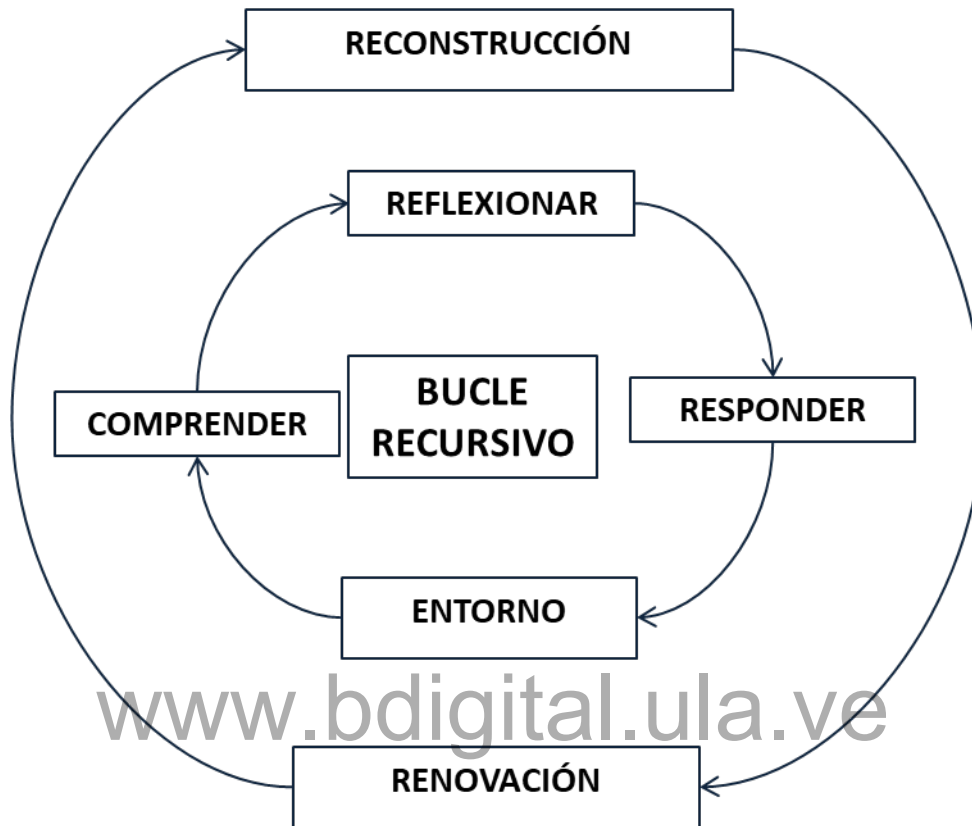 RECONSTRUCCIÓN
REFLEXIONAR
BUCLE
RECURSIVO
COMPRENDER
RESPONDER
ENTORNO
www.bdigital.ula.ve
RENOVACIÓN